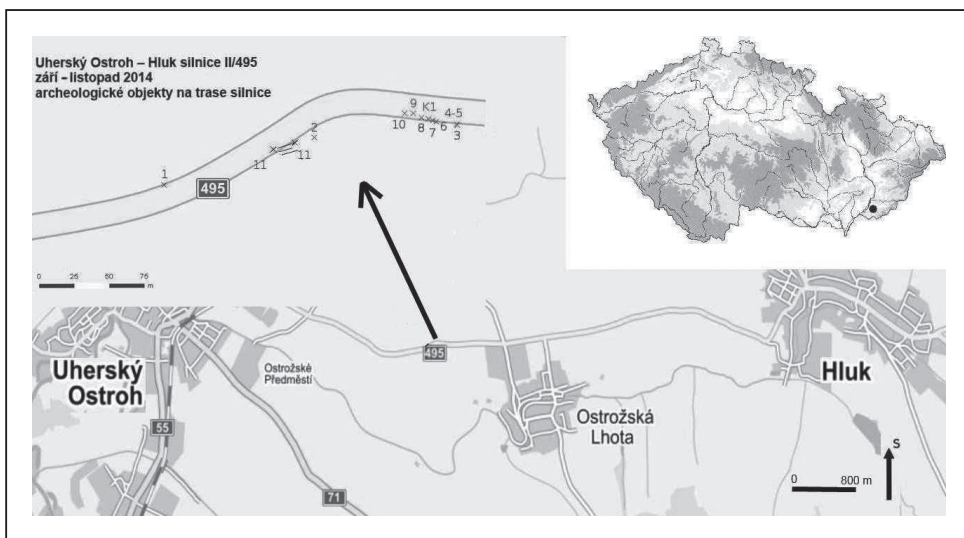 Uherský Ostroh – Hluk silnice II/495
září - listopad 2014
archeologické objekty na trase silnice
9 K1 4-5
10 8 7 6 3
2
11 11
1
495
0 25 50 75
m
495
Uherský
Ostroh
Ostrožské
Předměstí
Hluk
Ostrožská
Lhota
55
71
S
0 800 m